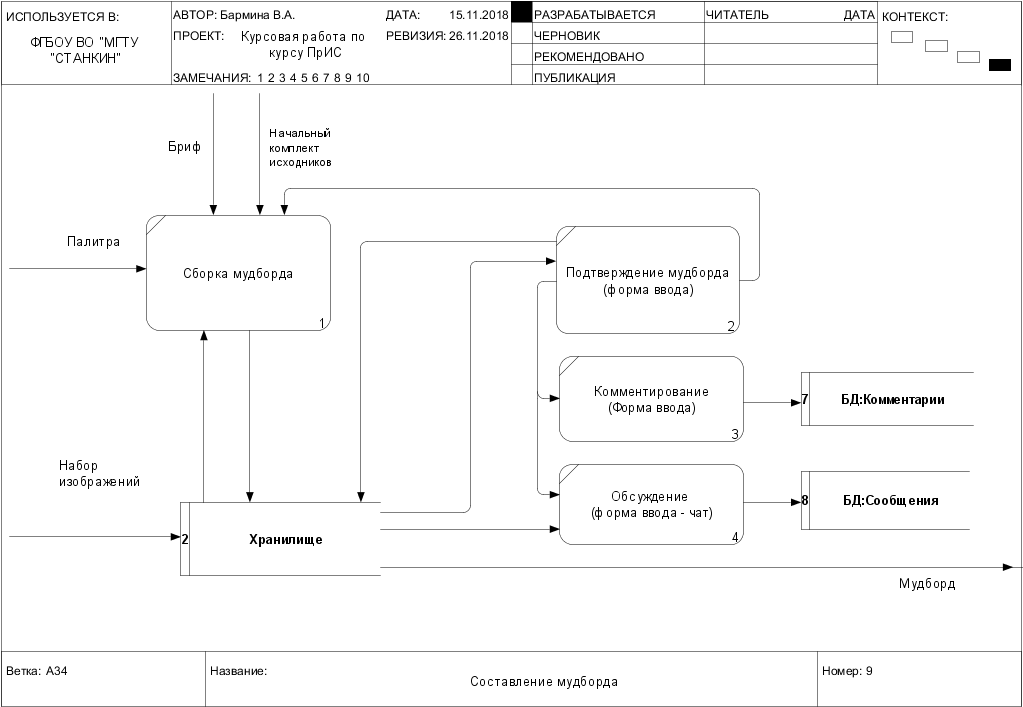 ИСПОЛЬЗУЕТСЯ В:
ФГБОУ ВО "МГТУ
"СТАНКИН"
АВТОР: Бармина В.А.
ДАТА: 15.11.2018
ПРОЕКТ: Курсовая работа по
курсу ПрИС
РЕВИЗИЯ: 26.11.2018
ЗАМЕЧАНИЯ: 1 2 3 4 5 6 7 8 9 10
РАЗРАБАТЫВАЕТСЯ
ЧЕРНОВИК
РЕКОМЕНДОВАНО
ПУБЛИКАЦИЯ
ЧИТАТЕЛЬ ДАТА
КОНТЕКСТ:
Бриф
Начальный
комплект
исходников
Палитра
Сборка мудборда
1
Подтверждение мудборда
(форма ввода)
2
Комментирование
(Форма ввода)
3
7
БД:Комментарии
Набор
изображений
Обсуждение
(форма ввода - чат)
4
8
БД:Сообщения
2
Хранилище
Мудборд
Ветка: A34
Название:
Составление мудборда
Номер: 9